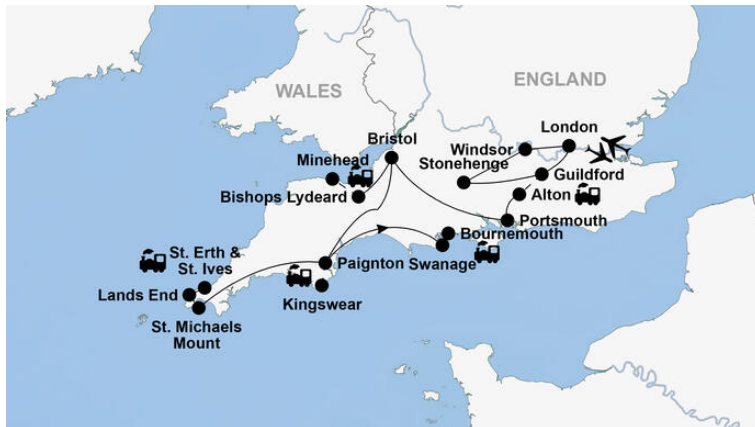 WALES
ENGLAND
Bristol
London
Windsor
Stonehenge
Minehead
Guildford
Bishops Lydeard
Alton
Portsmouth
Bournemouth
St. Erth &
St. Ives
Paignton
Swanage
Lands End
Kingswear
St. Michaels
Mount